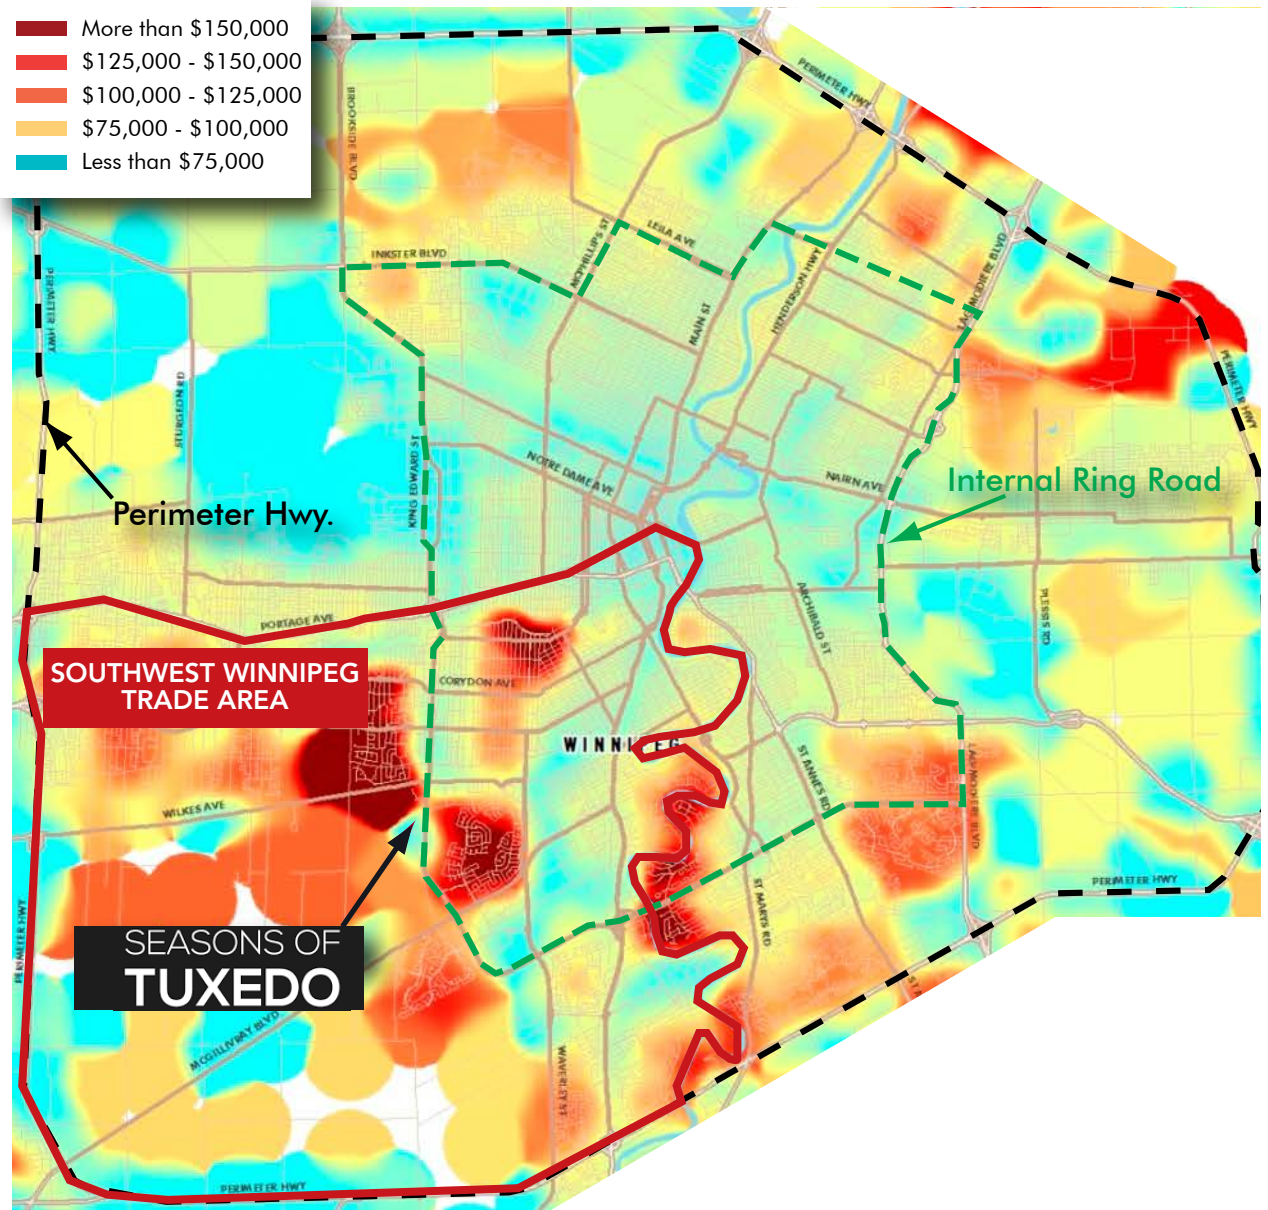 More than $150,000
$125,000 - $150,000
$100,000 - $125,000
$75,000 - $100,000
Less than $75,000
PERIMETER HWY
BROOKSIDE BLVD
LEILA AVE
MCPHILLIPS ST
INKSTER BLVD
PERIMETER HWY
MAIN ST
HENDERSON HWY
LAGIMODIERE BLVD
PERIMETER HWY
STURGEON RD
KING EDWARD ST
NOTRE DAME AVE
NAIRN AVE
Internal Ring Road
Perimeter Hwy.
ARCHIBALD ST
PLESSIS RD
PORTAGE AVE
SOUTHWEST WINNIPEG
TRADE AREA
CORYDON AVE
WINNIPEG
ST ANNES RD
LAGIMODIERE BLVD
WILKES AVE
PERIMETER HWY
ST MARYS RD
PERIMETER HWY
SEASONS OF
TUXEDO
MCGILLIVRAY BLVD
WAVERLEY ST
PERIMETER HWY